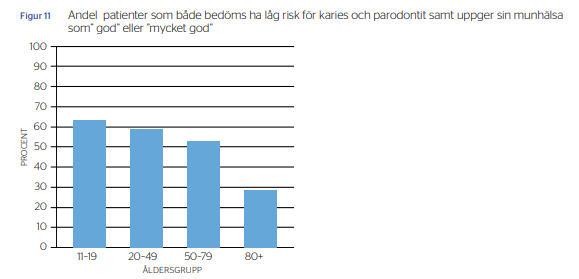 Figur 11 Andel patienter som både bedöms ha låg risk för karies och parodontit samt uppger sin munhälsa
som" god" eller "mycket god"
100
90
80
70
60
50
40
30
20
10
0
PROCENT
11-19 20-49 50-79 80+
ÅLDERSGRUPP